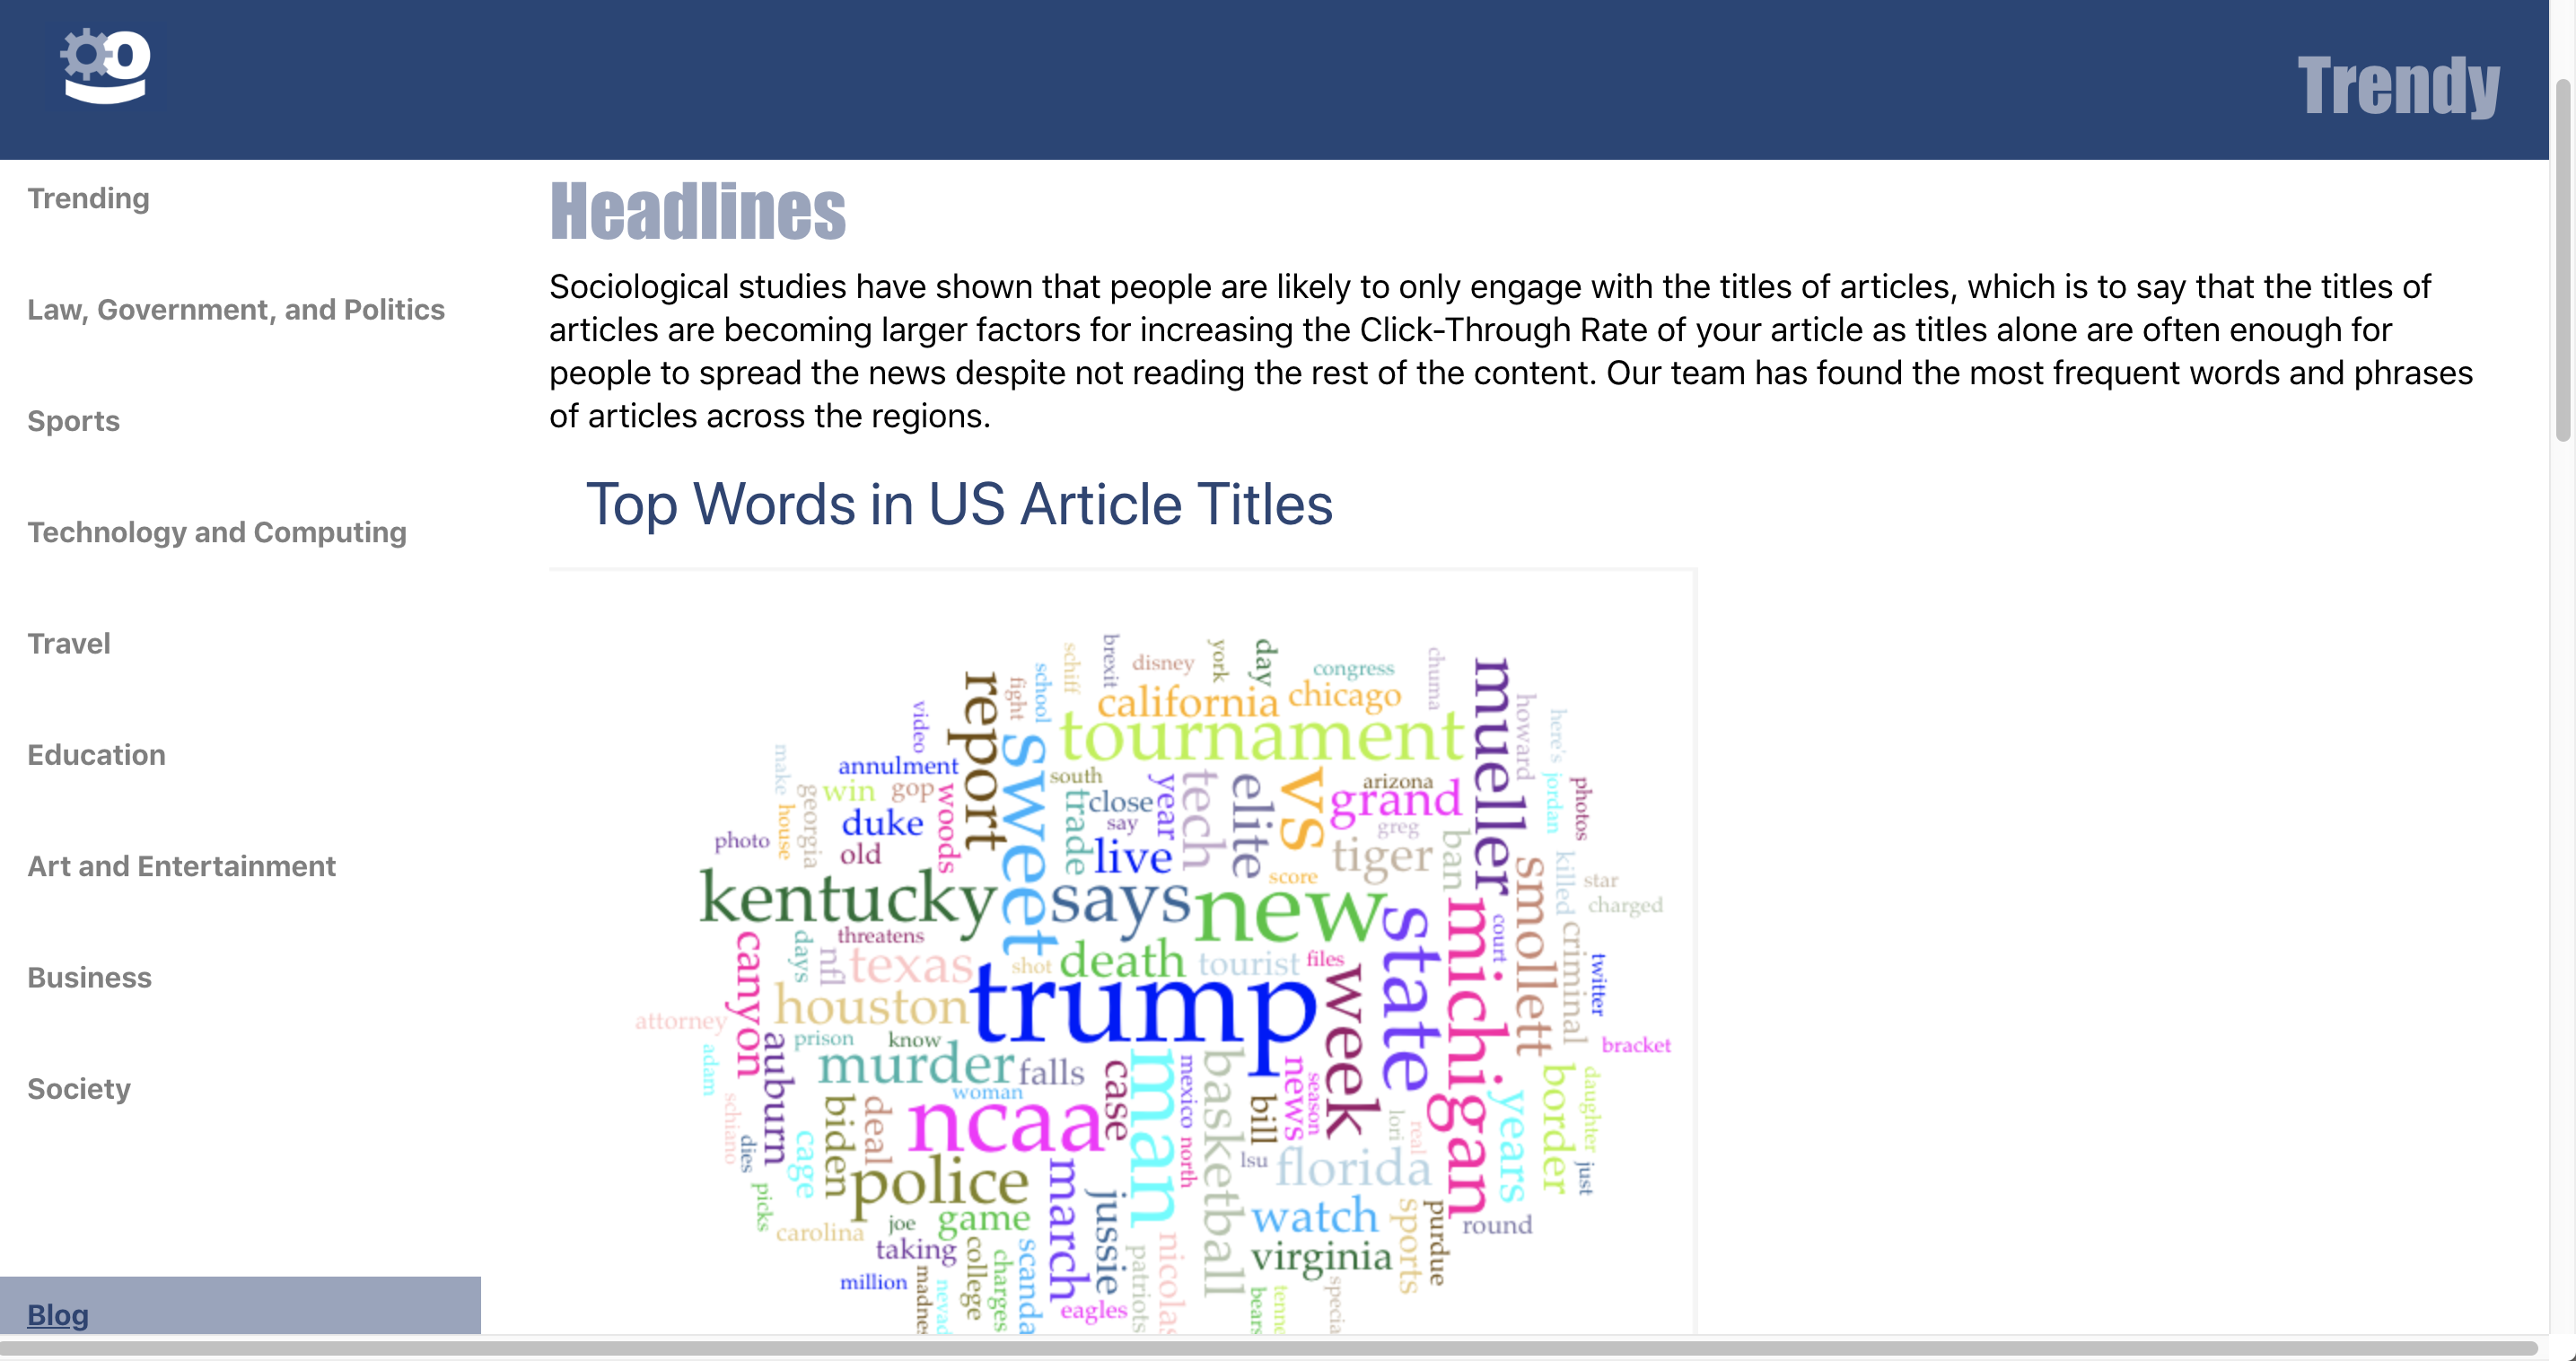 Trendy
Trending
Law, Government, and Politics
Sports
Technology and Computing
Travel
Education
Art and Entertainment
Business
Society
Blog
Headlines
Sociological studies have shown that people are likely to only engage with the titles of articles, which is to say that the titles of
articles are becoming larger factors for increasing the Click-Through Rate of your article as titles alone are often enough for
people to spread the news despite not reading the rest of the content. Our team has found the most frequent words and phrases
of articles across the regions.
Top Words in US Article Titles
schiff
brexit
disney
york
day
congress
chuma
mueller
report
fight
school
california
chicago
howard
here's
video
tournament
make
annulment
sweet
south
year
tech
elite
vs
arizona
grand
jordan
photos
georgia
win
gop
woods
trade
close
say
greg
house
duke
live
tiger
ban
photo
old
score
smollett
killed
star
charged
kentucky
says
new
state
michigan
court
criminal
twitter
canyon
days
threatens
nfl
texas
shot
death
tourist
files
week
houston
trump
attorney
prison
know
bracket
adam
auburn
murder
falls
case
man
mexico
basketball
news
season
border
daughter
woman
schiano
biden
deal
ncaa
bill
lori
real
years
dies
cage
north
lsu
florida
just
picks
police
march
jussie
watch
sports
purdue
round
carolina
joe
game
taking
college
virginia
million
charges
eagles
patriots
bears